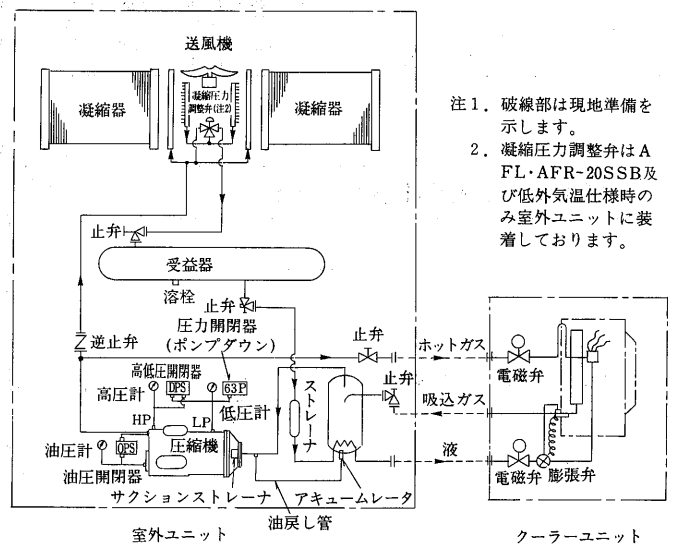 送風機
凝縮器
凝縮圧力
調整弁(注2)
凝縮器
注1. 破線部は現地準備を
示します。
2. 凝縮圧力調整弁はA
FL・AFR-20SSB及
び低外気温仕様時の
み室外ユニットに装
着しております。
止弁
受益器
溶栓
止弁
圧力開閉器
(ポンプダウン)
逆止弁
止弁
ホットガス
電磁弁
高低圧開閉器
高圧計
DPS
63P
低圧計
HP
LP
ストレーナ
止弁
吸込ガス
油圧計
OPS
圧縮機
油圧開閉器
液
電磁弁
膨張弁
サクションストレーナ
アキュームレータ
油戻し管
室外ユニット
クーラーユニット